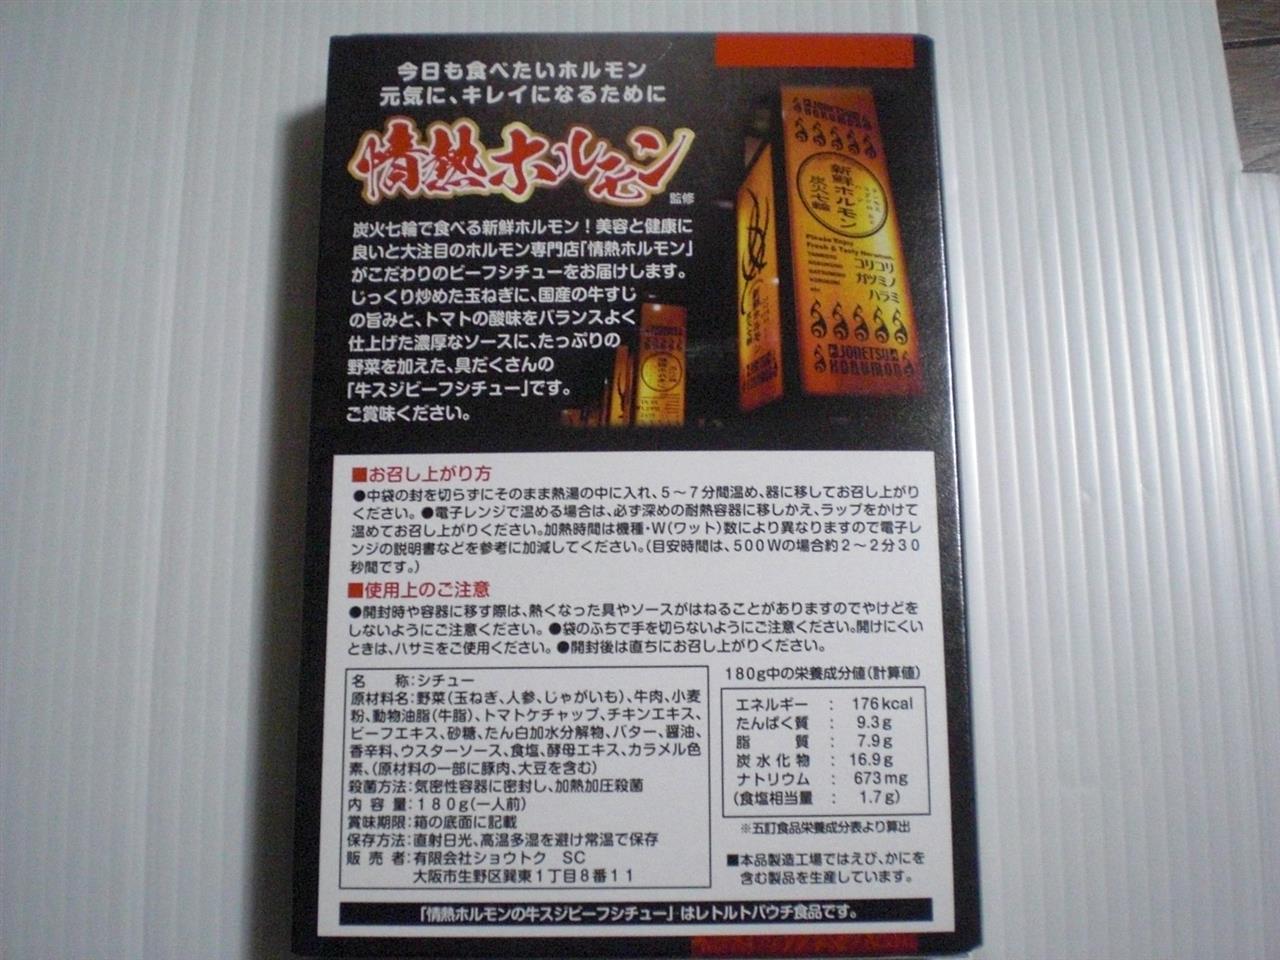 今日も食べたいホルモン
元気に、キレイになるために
情熱ホルモン
監修
炭火七輪で食べる新鮮ホルモン!美容と健康に
良いと大注目のホルモン専門店「情熱ホルモン」
がこだわりのビーフシチューをお届けします。
じっくり炒めた玉ねぎに、国産の牛すじ
の旨みと、トマトの酸味をバランスよく
仕上げた濃厚なソースに、たっぷりの
野菜を加えた、具だくさんの
「牛スジビーフシチュー」です。
ご賞味ください。
新鮮ホルモン
炭火七輪
Please Enjoy
Fresh & Tasty Horumon.
コリコリ
ガツミノ
ハラミ
JONETSU
HORUMON
■お召し上がり方
●中袋の封を切らずにそのまま熱湯の中に入れ、5〜7分間温め、器に移してお召し上がり
ください。●電子レンジで温める場合は、必ず深めの耐熱容器に移しかえ、ラップをかけて
温めてお召し上がりください。加熱時間は機種・W(ワット)数により異なりますので電子レ
ンジの説明書などを参考に加減してください。(目安時間は、500Wの場合約2〜2分30
秒間です。)
■使用上のご注意
●開封時や容器に移す際は、熱くなった具やソースがはねることがありますのでやけどを
しないようにご注意ください。●袋のふちで手を切らないようにご注意ください。開けにくい
ときは、ハサミをご使用ください。●開封後は直ちにお召し上がりください。
名 称:シチュー
原材料名:野菜(玉ねぎ、人参、じゃがいも)、牛肉、小麦
粉、動物油脂(牛脂)、トマトケチャップ、チキンエキス、
ビーフエキス、砂糖、たん白加水分解物、バター、醤油、
香辛料、ウスターソース、食塩、酵母エキス、カラメル色
素、(原材料の一部に豚肉、大豆を含む)
殺菌方法:気密性容器に密封し、加熱加圧殺菌
内容量:180g(一人前)
賞味期限:箱の底面に記載
保存方法:直射日光、高温多湿を避け常温で保存
販売者:有限会社ショウトク SC
大阪市生野区巽東1丁目8番11
180g中の栄養成分値(計算値)
エネルギー : 176kcal
たんぱく質 : 9.3g
脂質 : 7.9g
炭水化物 : 16.9g
ナトリウム : 673mg
(食塩相当量 : 1.7g)
※五訂食品栄養成分表より算出
■本品製造工場ではえび、かにを
含む製品を生産しています。
「情熱ホルモンの牛スジビーフシチュー」はレトルトパウチ食品です。